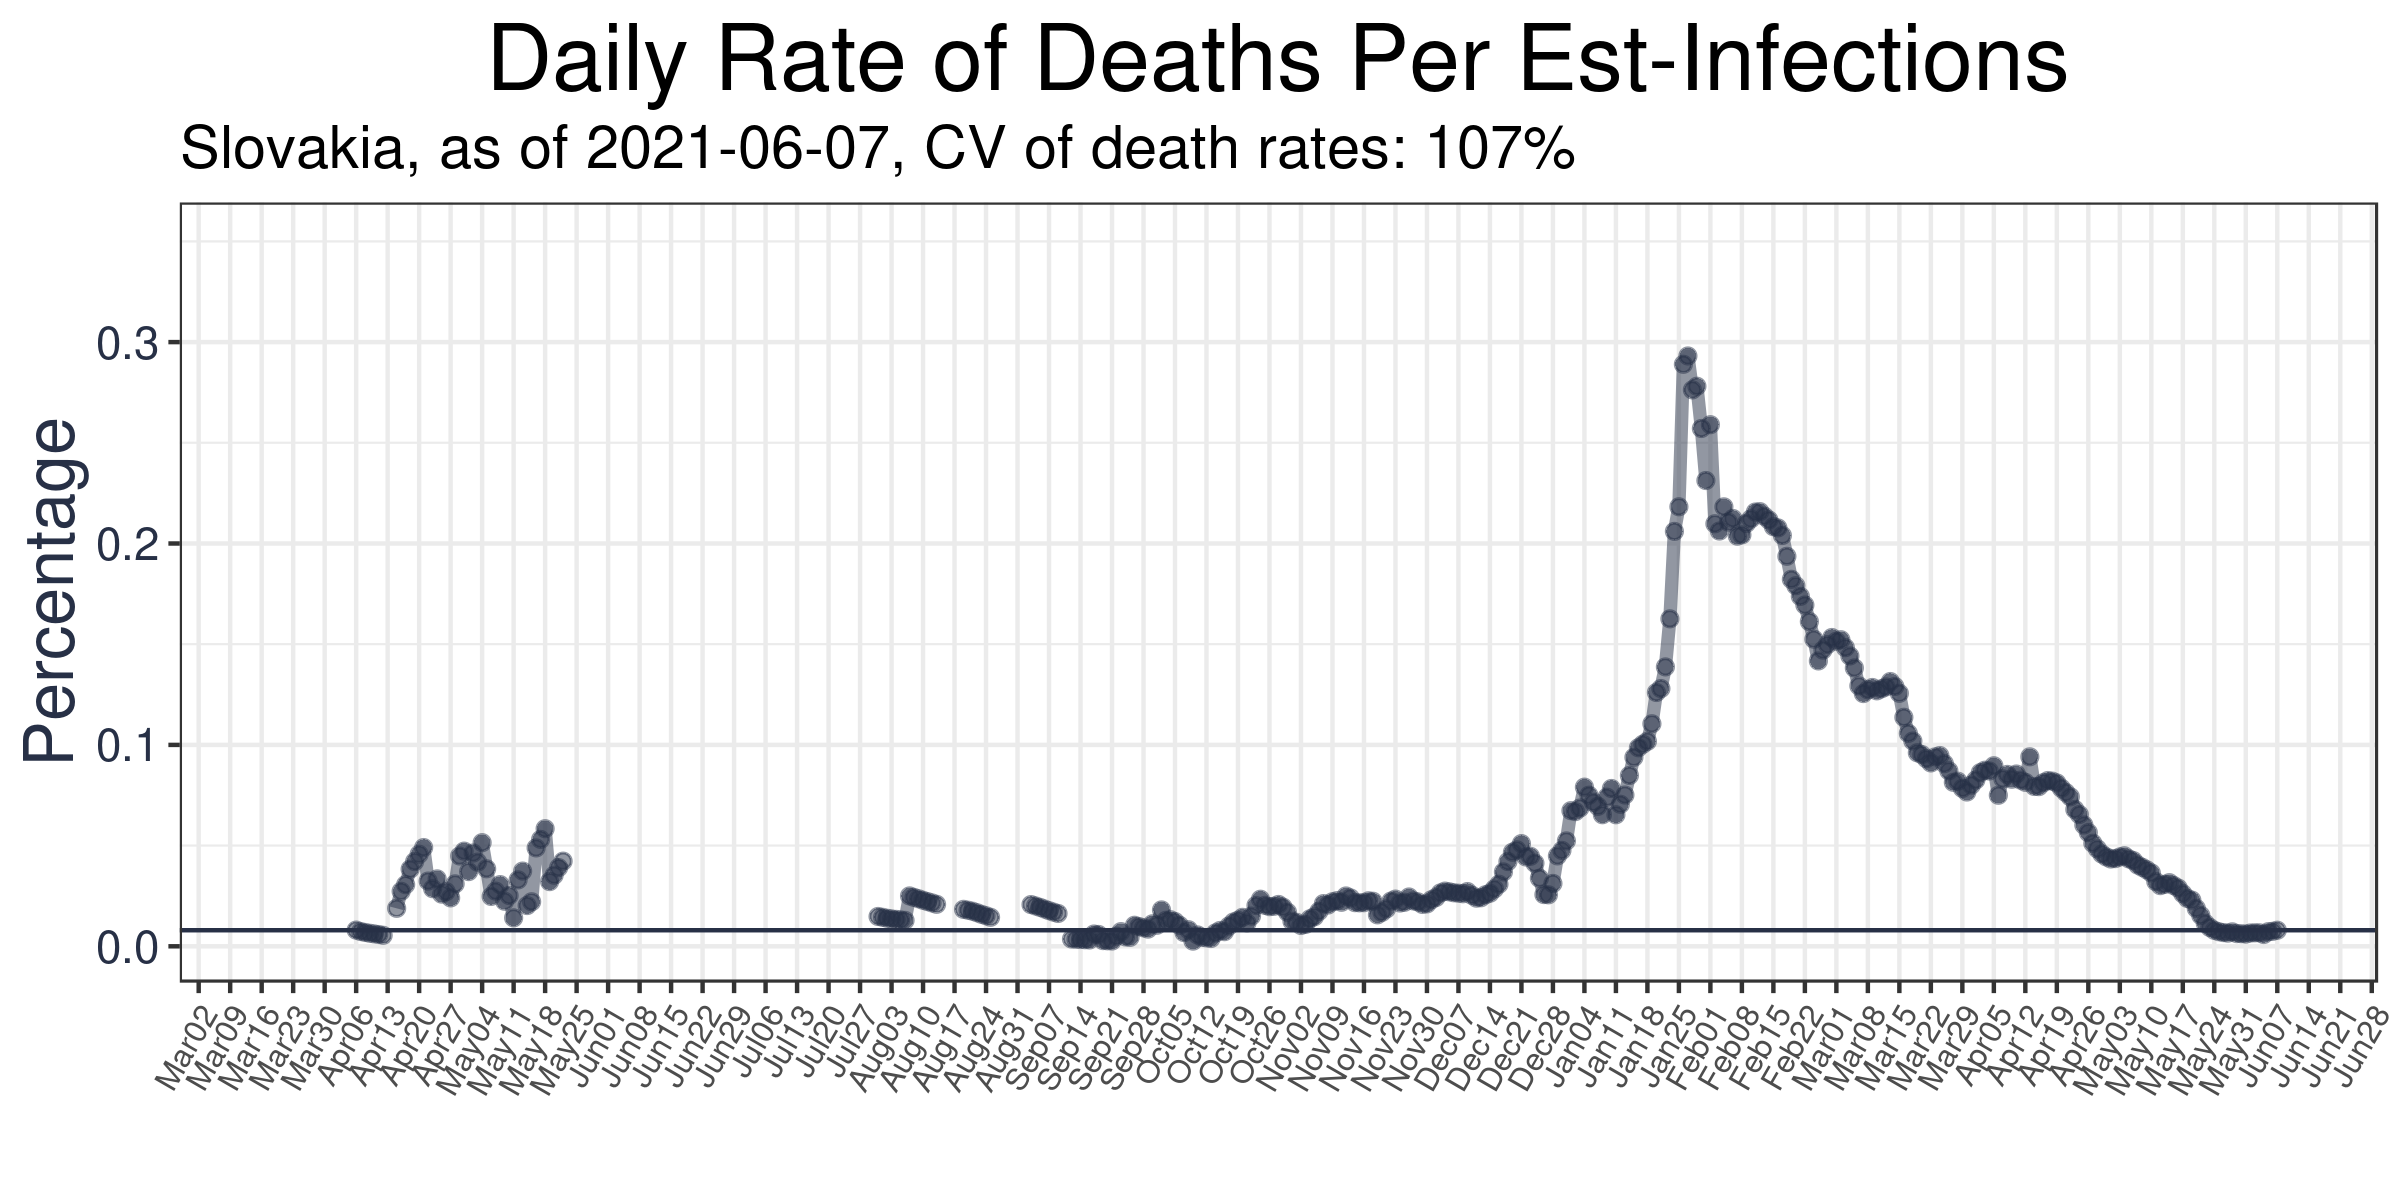 Daily Rate of Deaths Per Est-Infections
Slovakia, as of 2021-06-07, CV of death rates: 107%
Percentage
0.3
0.2
0.1
0.0
Mar02
Mar09
Mar16
Mar23
Mar30
Apr06
Apr13
Apr20
Apr27
May04
May11
May18
May25
Jun01
Jun08
Jun15
Jun22
Jun29
Jul06
Jul13
Jul20
Jul27
Aug03
Aug10
Aug17
Aug24
Aug31
Sep07
Sep14
Sep21
Sep28
Oct05
Oct12
Oct19
Oct26
Nov02
Nov09
Nov16
Nov23
Nov30
Dec07
Dec14
Dec21
Dec28
Jan04
Jan11
Jan18
Jan25
Feb01
Feb08
Feb15
Feb22
Mar01
Mar08
Mar15
Mar22
Mar29
Apr05
Apr12
Apr19
Apr26
May03
May10
May17
May24
May31
Jun07
Jun14
Jun21
Jun28